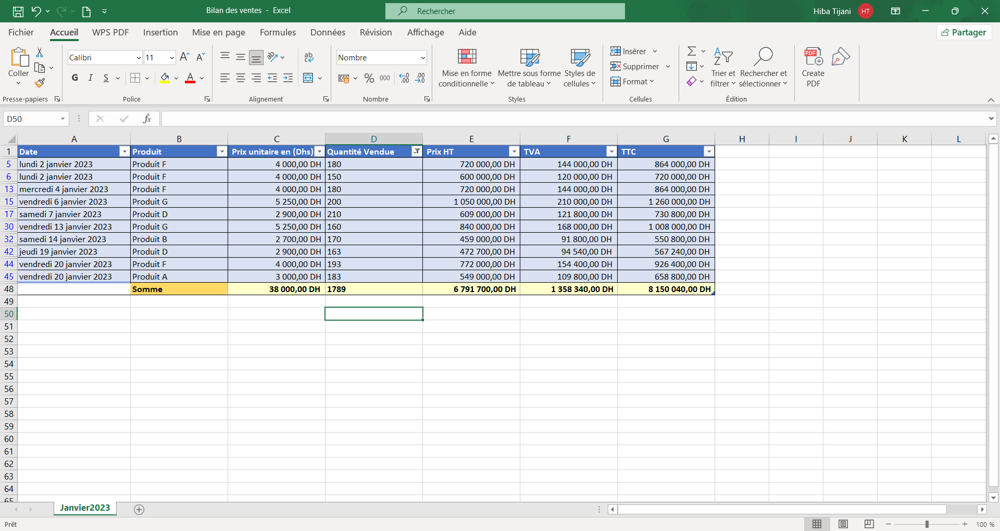 Bilan des ventes - Excel
Rechercher
Hiba Tijani HT
Fichier Accueil WPS PDF Insertion Mise en page Formules Données Révision Affichage Aide
Partager
Coller
Presse-papiers
Calibri 11
G I S
Police
ab
Alignement
Nombre
% 000
Nombre
Mise en forme conditionnelle
Mettre sous forme de tableau
Styles de cellules
Styles
Insérer
Supprimer
Format
Cellules
Trier et filtrer
Rechercher et sélectionner
Édition
Create PDF
D50 fx
A B C D E F G H I J K L
1 Date Produit Prix unitaire en (Dhs) Quantité Vendue Prix HT TVA TTC
5 lundi 2 janvier 2023 Produit F 4 000,00 DH 180 720 000,00 DH 144 000,00 DH 864 000,00 DH
6 lundi 2 janvier 2023 Produit F 4 000,00 DH 150 600 000,00 DH 120 000,00 DH 720 000,00 DH
13 mercredi 4 janvier 2023 Produit F 4 000,00 DH 180 720 000,00 DH 144 000,00 DH 864 000,00 DH
15 vendredi 6 janvier 2023 Produit G 5 250,00 DH 200 1 050 000,00 DH 210 000,00 DH 1 260 000,00 DH
17 samedi 7 janvier 2023 Produit D 2 900,00 DH 210 609 000,00 DH 121 800,00 DH 730 800,00 DH
30 vendredi 13 janvier 2023 Produit G 5 250,00 DH 160 840 000,00 DH 168 000,00 DH 1 008 000,00 DH
32 samedi 14 janvier 2023 Produit B 2 700,00 DH 170 459 000,00 DH 91 800,00 DH 550 800,00 DH
42 jeudi 19 janvier 2023 Produit D 2 900,00 DH 163 472 700,00 DH 94 540,00 DH 567 240,00 DH
44 vendredi 20 janvier 2023 Produit F 4 000,00 DH 193 772 000,00 DH 154 400,00 DH 926 400,00 DH
45 vendredi 20 janvier 2023 Produit A 3 000,00 DH 183 549 000,00 DH 109 800,00 DH 658 800,00 DH
48 Somme 38 000,00 DH 1789 6 791 700,00 DH 1 358 340,00 DH 8 150 040,00 DH
49
50
51
52
53
54
55
56
57
58
59
60
61
62
63
64
65
Janvier2023
Prêt
100 %